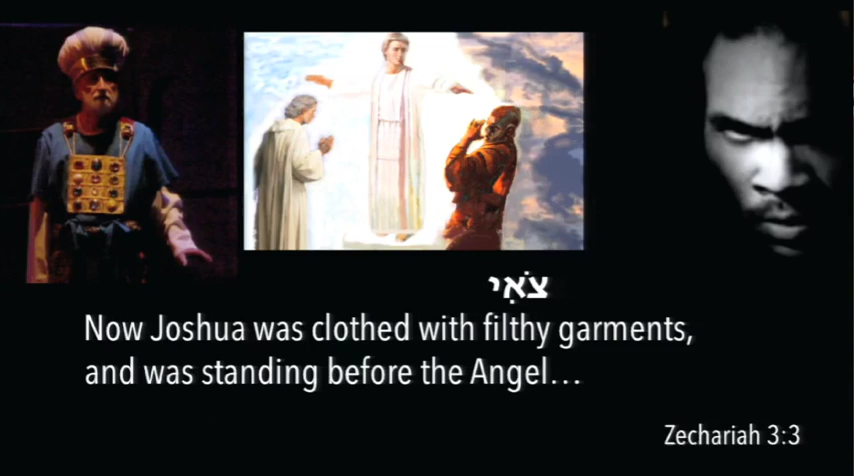 צֹאִי
Now Joshua was clothed with filthy garments,
and was standing before the Angel...
Zechariah 3:3